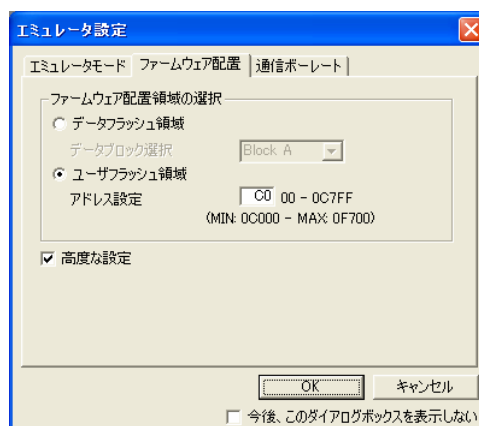 エミュレータ設定
エミュレータモード ファームウェア配置 通信ボーレート
ファームウェア配置領域の選択
データフラッシュ領域
データブロック選択 Block A
ユーザフラッシュ領域
アドレス設定 C0 00 - 0C7FF
(MIN: 0C000 - MAX: 0F700)
高度な設定
OK キャンセル
今後、このダイアログボックスを表示しない